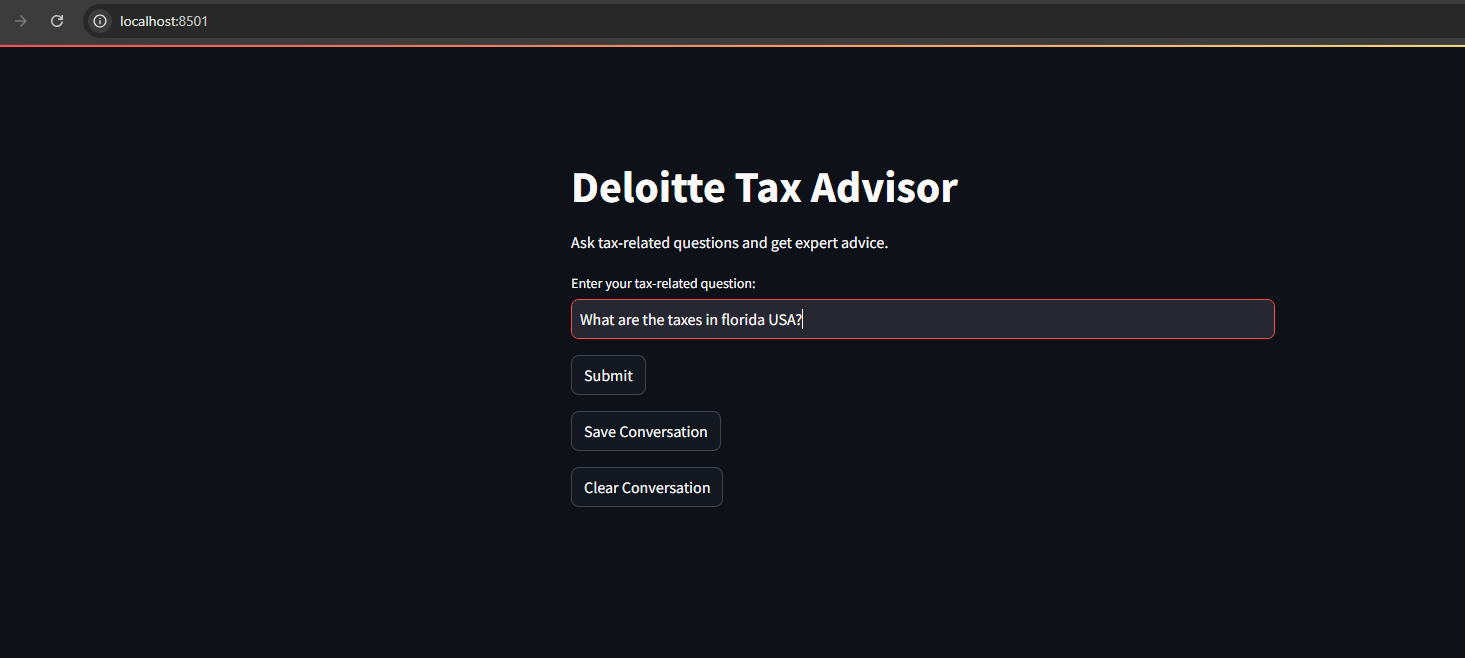 localhost:8501
Deloitte Tax Advisor
Ask tax-related questions and get expert advice.
Enter your tax-related question:
What are the taxes in florida USA?
Submit
Save Conversation
Clear Conversation